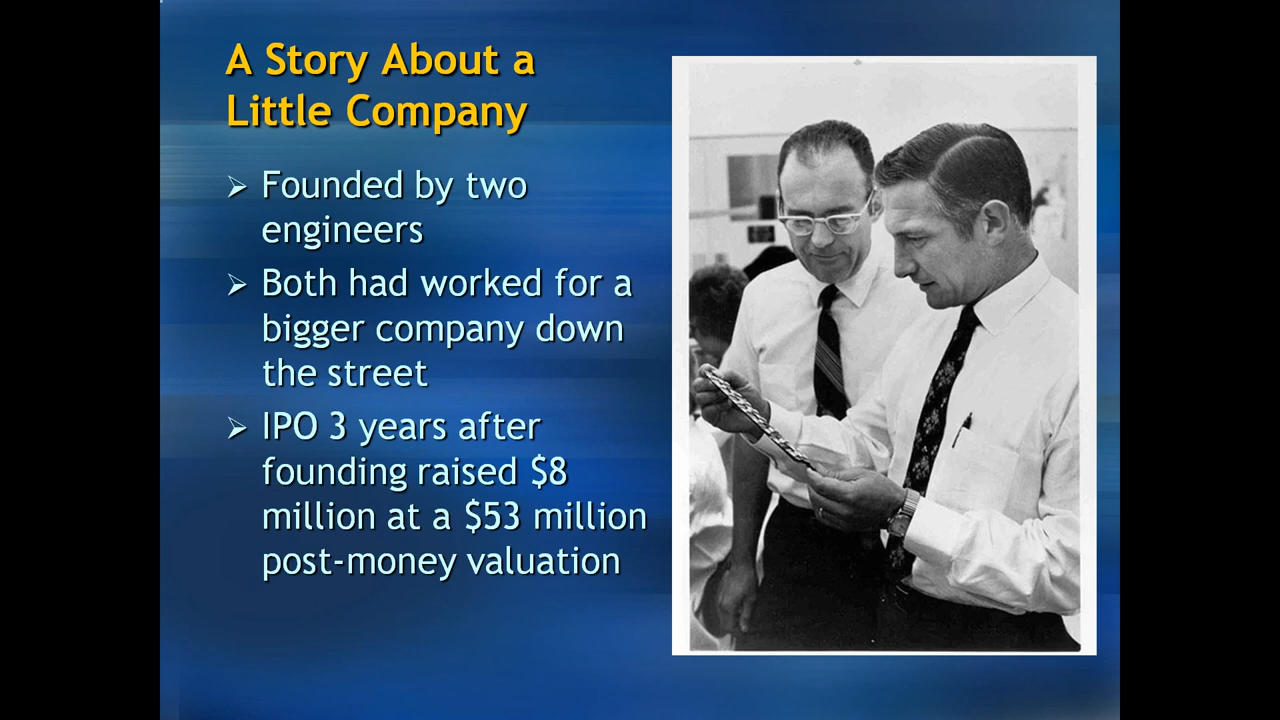 A Story About a
Little Company
Founded by two
engineers
Both had worked for a
bigger company down
the street
IPO 3 years after
founding raised $8
million at a $53 million
post-money valuation